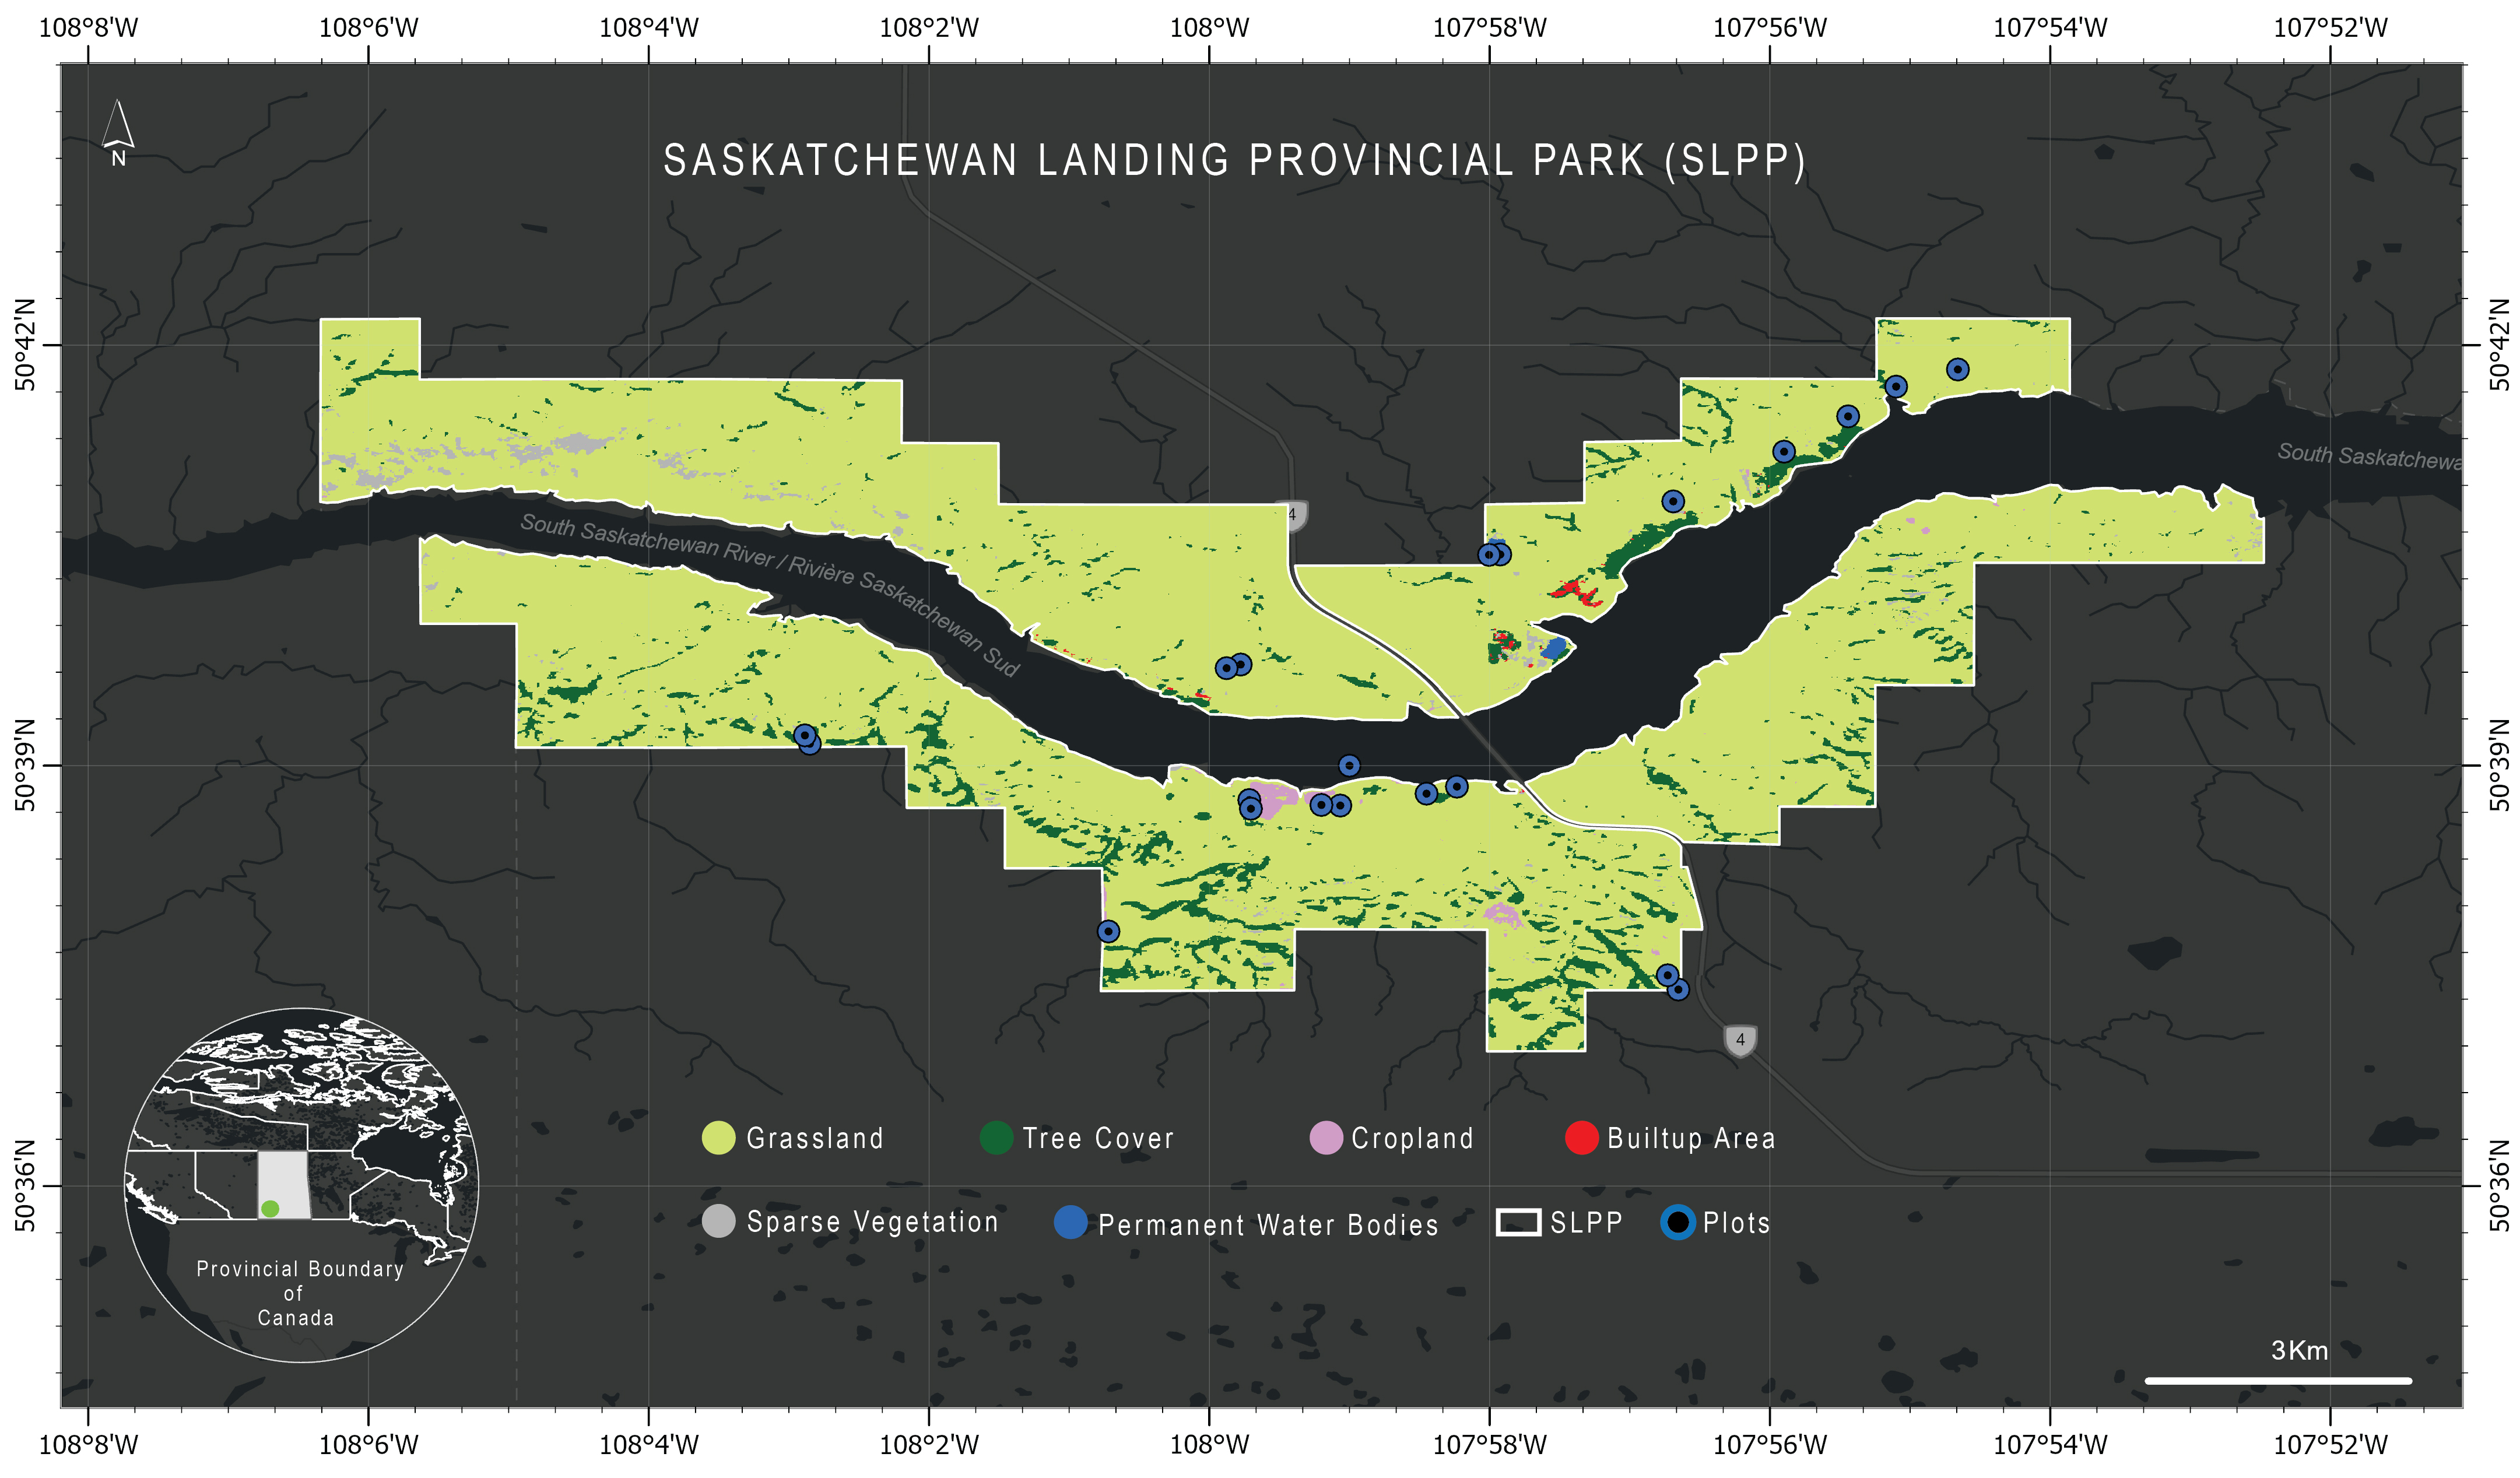 108°8'W 108°6'W 108°4'W 108°2'W 108°W 107°58'W 107°56'W 107°54'W 107°52'W
N
SASKATCHEWAN LANDING PROVINCIAL PARK (SLPP)
50°42'N 50°42'N
South Saskatchewa
4
South Saskatchewan River / Rivière Saskatchewan Sud
50°39'N 50°39'N
4
Grassland Tree Cover Cropland Builtup Area
50°36'N 50°36'N
Sparse Vegetation Permanent Water Bodies SLPP Plots
Provincial Boundary
of
Canada
3Km
108°8'W 108°6'W 108°4'W 108°2'W 108°W 107°58'W 107°56'W 107°54'W 107°52'W